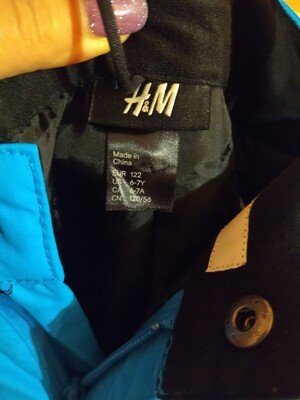 H&M
Made in
China
EUR 122
US 6-7Y
CA 6-7A
CN 120/56